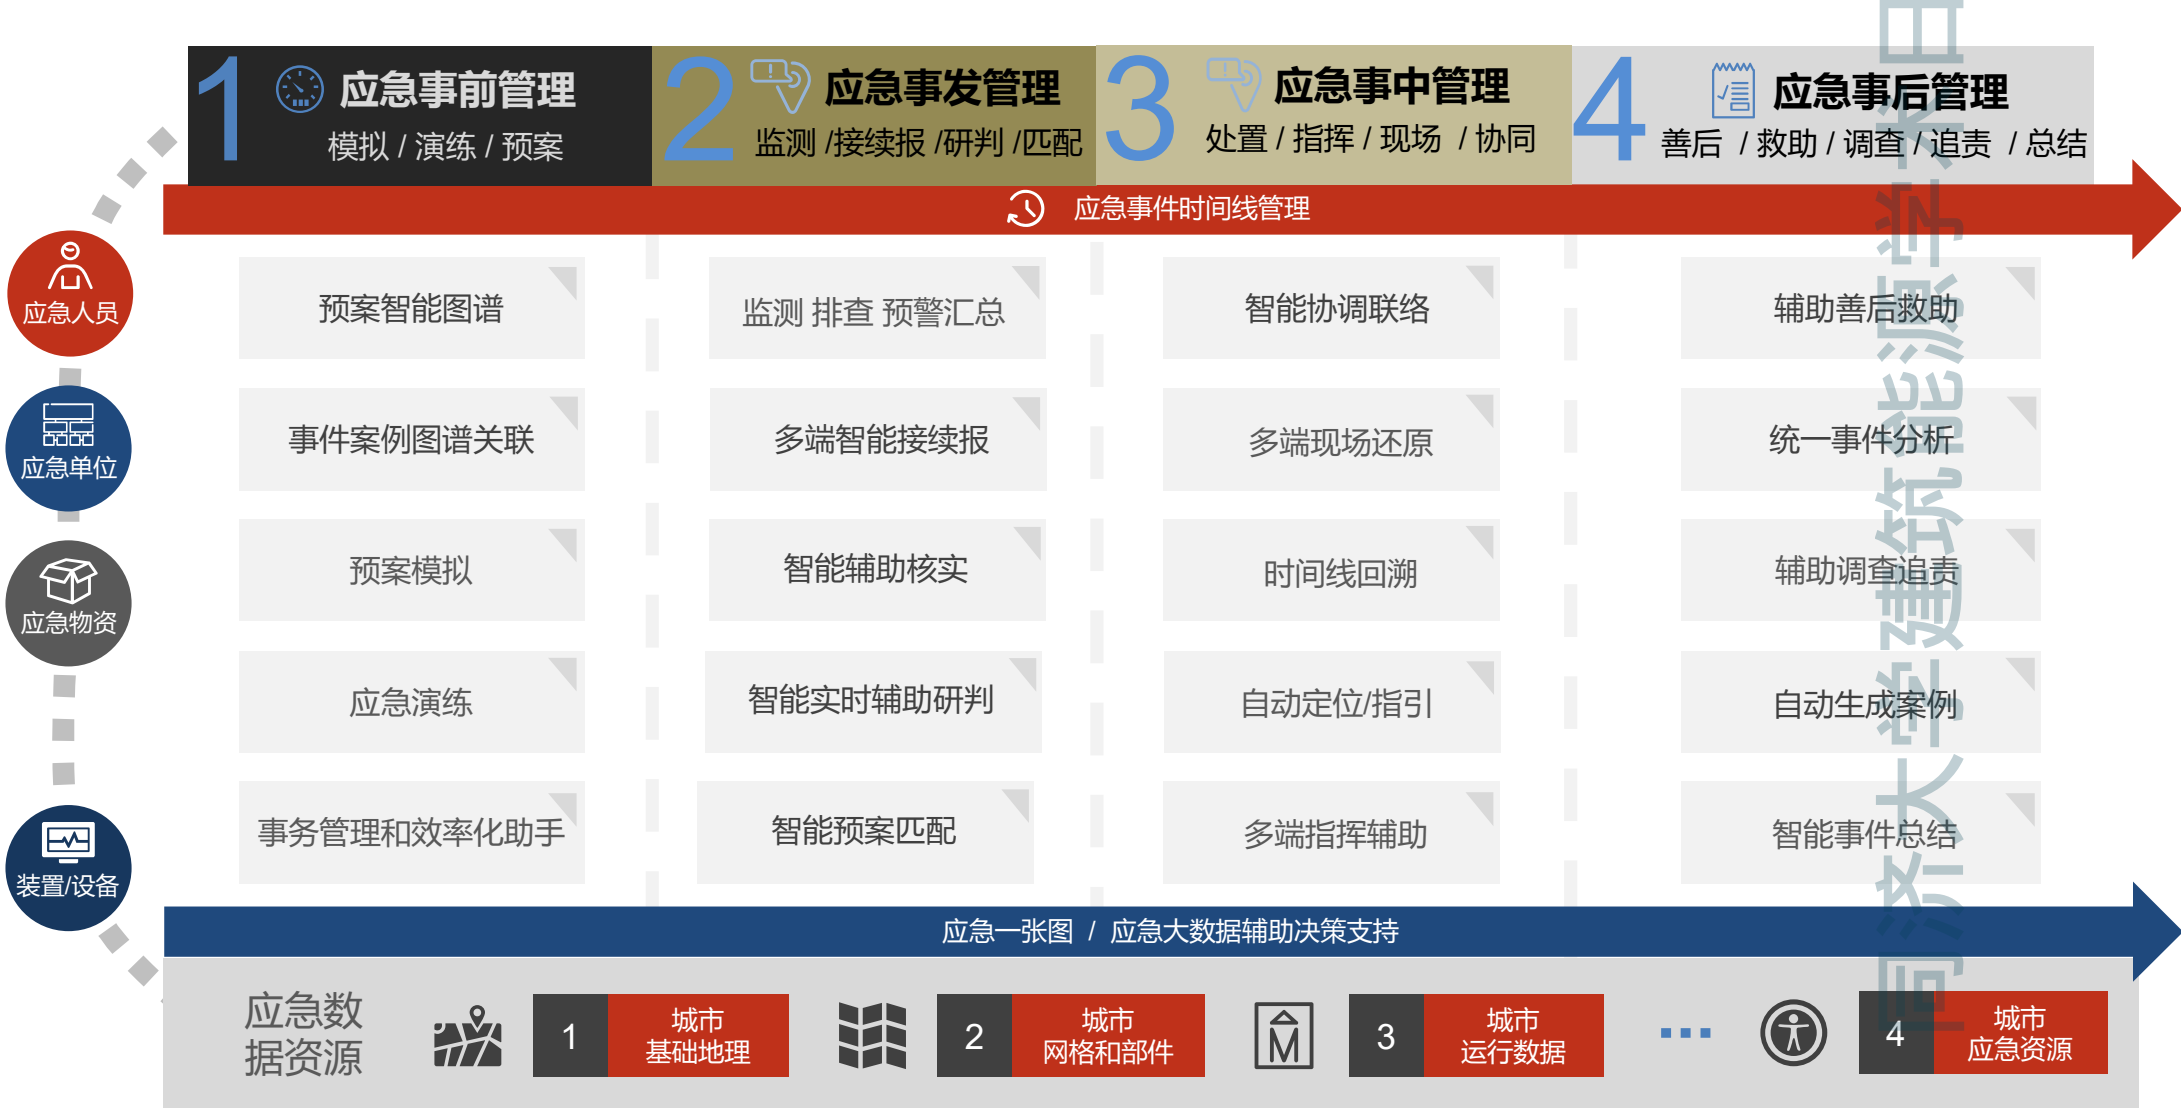 1 应急事前管理
模拟 / 演练 / 预案
2 应急事发管理
监测 /接续报 /研判 /匹配
3 应急事中管理
处置 / 指挥 / 现场 / 协同
4 应急事后管理
善后 / 救助 / 调查 / 追责 / 总结
应急事件时间线管理
应急人员
应急单位
应急物资
装置/设备
预案智能图谱
监测 排查 预警汇总
智能协调联络
辅助善后救助
事件案例图谱关联
多端智能接续报
多端现场还原
统一事件分析
预案模拟
智能辅助核实
时间线回溯
辅助调查追责
应急演练
智能实时辅助研判
自动定位/指引
自动生成案例
事务管理和效率化助手
智能预案匹配
多端指挥辅助
智能事件总结
应急一张图 / 应急大数据辅助决策支持
应急数
据资源
1
城市
基础地理
2
城市
网格和部件
3
城市
运行数据
4
城市
应急资源
同济大学建筑能源学术